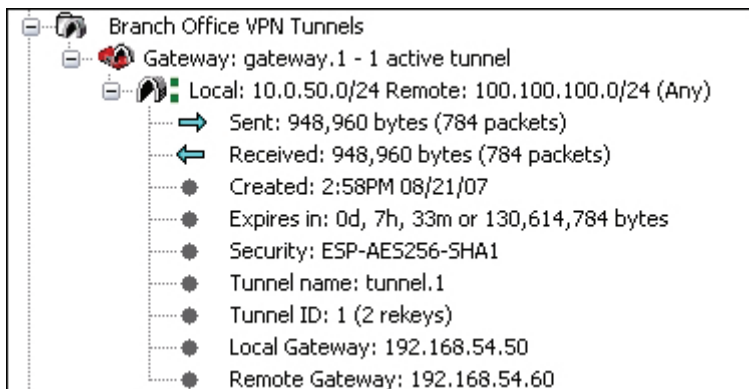 Branch Office VPN Tunnels
Gateway: gateway.1 - 1 active tunnel
Local: 10.0.50.0/24 Remote: 100.100.100.0/24 (Any)
Sent: 948,960 bytes (784 packets)
Received: 948,960 bytes (784 packets)
Created: 2:58PM 08/21/07
Expires in: 0d, 7h, 33m or 130,614,784 bytes
Security: ESP-AES256-SHA1
Tunnel name: tunnel.1
Tunnel ID: 1 (2 rekeys)
Local Gateway: 192.168.54.50
Remote Gateway: 192.168.54.60